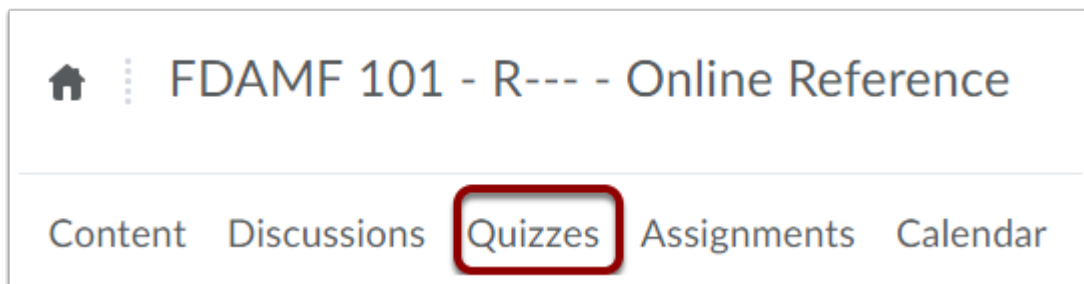 FDAMF 101 - R--- - Online Reference
Content Discussions Quizzes Assignments Calendar